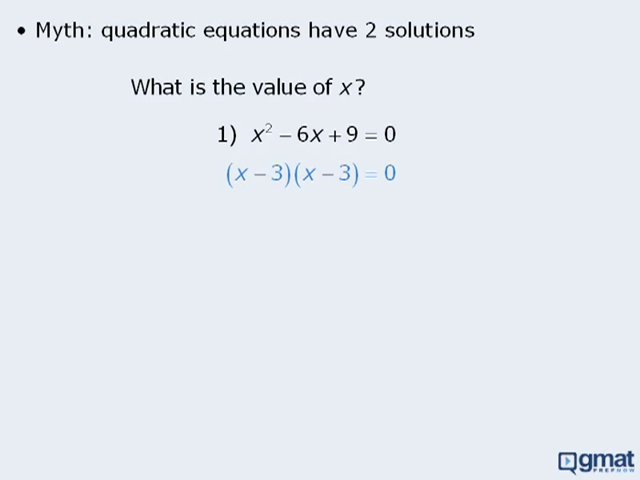 • Myth: quadratic equations have 2 solutions
What is the value of x?
1) x² – 6x + 9 = 0
(x – 3)(x – 3) = 0
gmat
PREPNOW